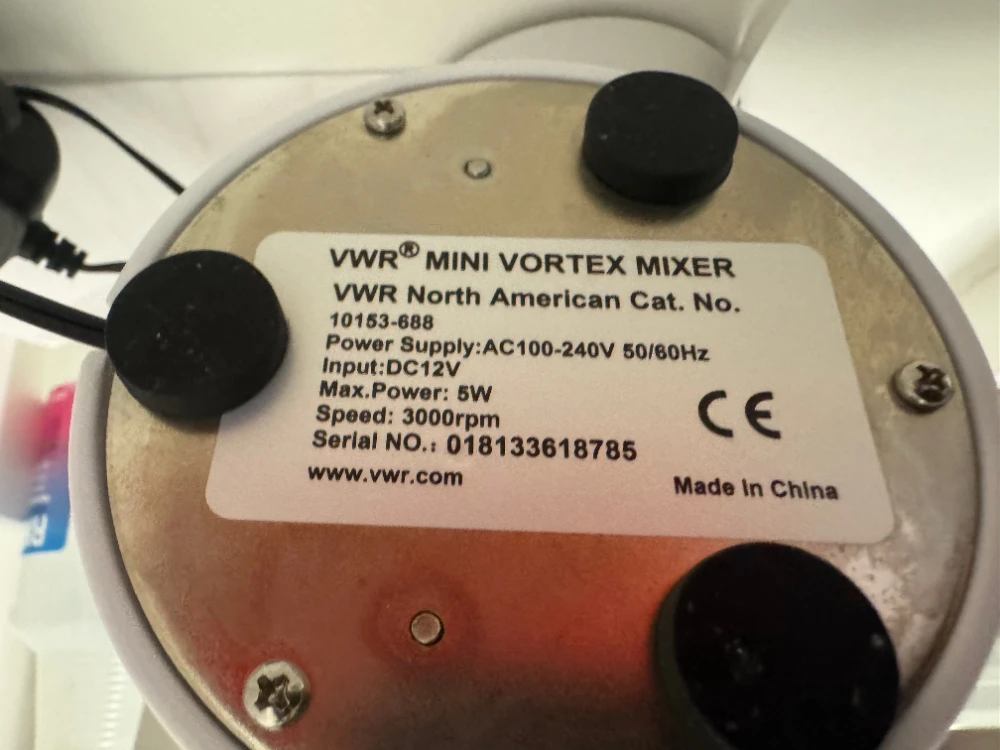 VWR® MINI VORTEX MIXER
VWR North American Cat. No.
10153-688
Power Supply:AC100-240V 50/60Hz
Input:DC12V
Max.Power: 5W
Speed: 3000rpm
Serial NO.: 018133618785
CE
www.vwr.com
Made in China